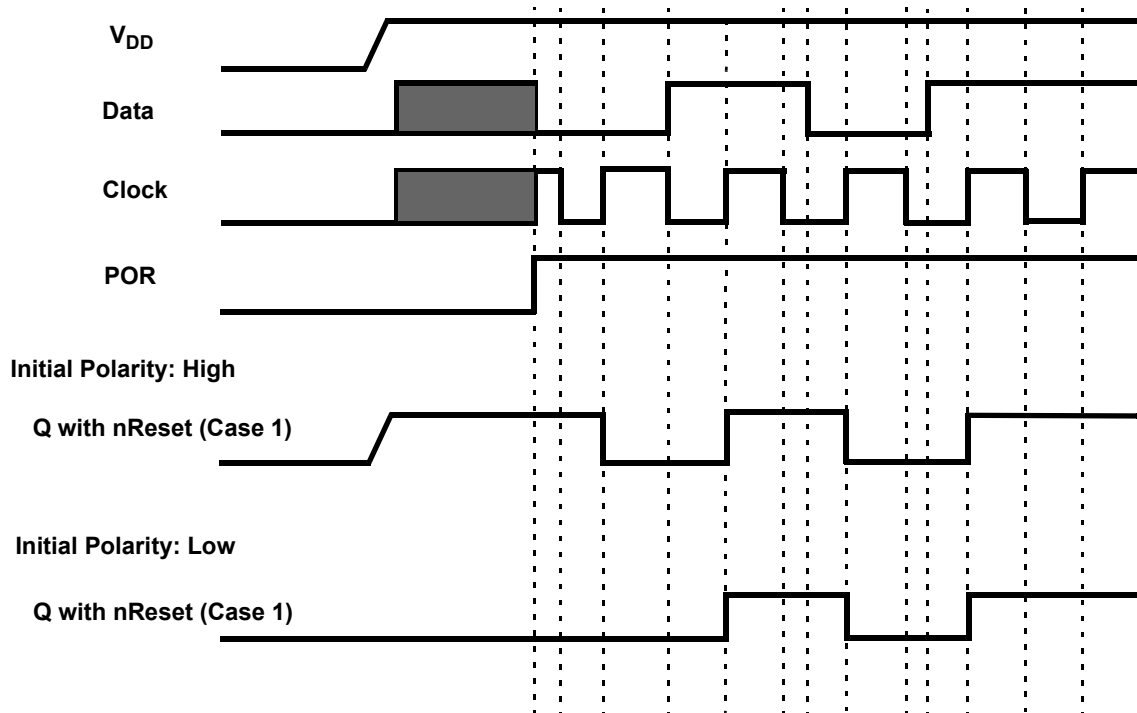 VDD
Data
Clock
POR
Initial Polarity: High
Q with nReset (Case 1)
Initial Polarity: Low
Q with nReset (Case 1)